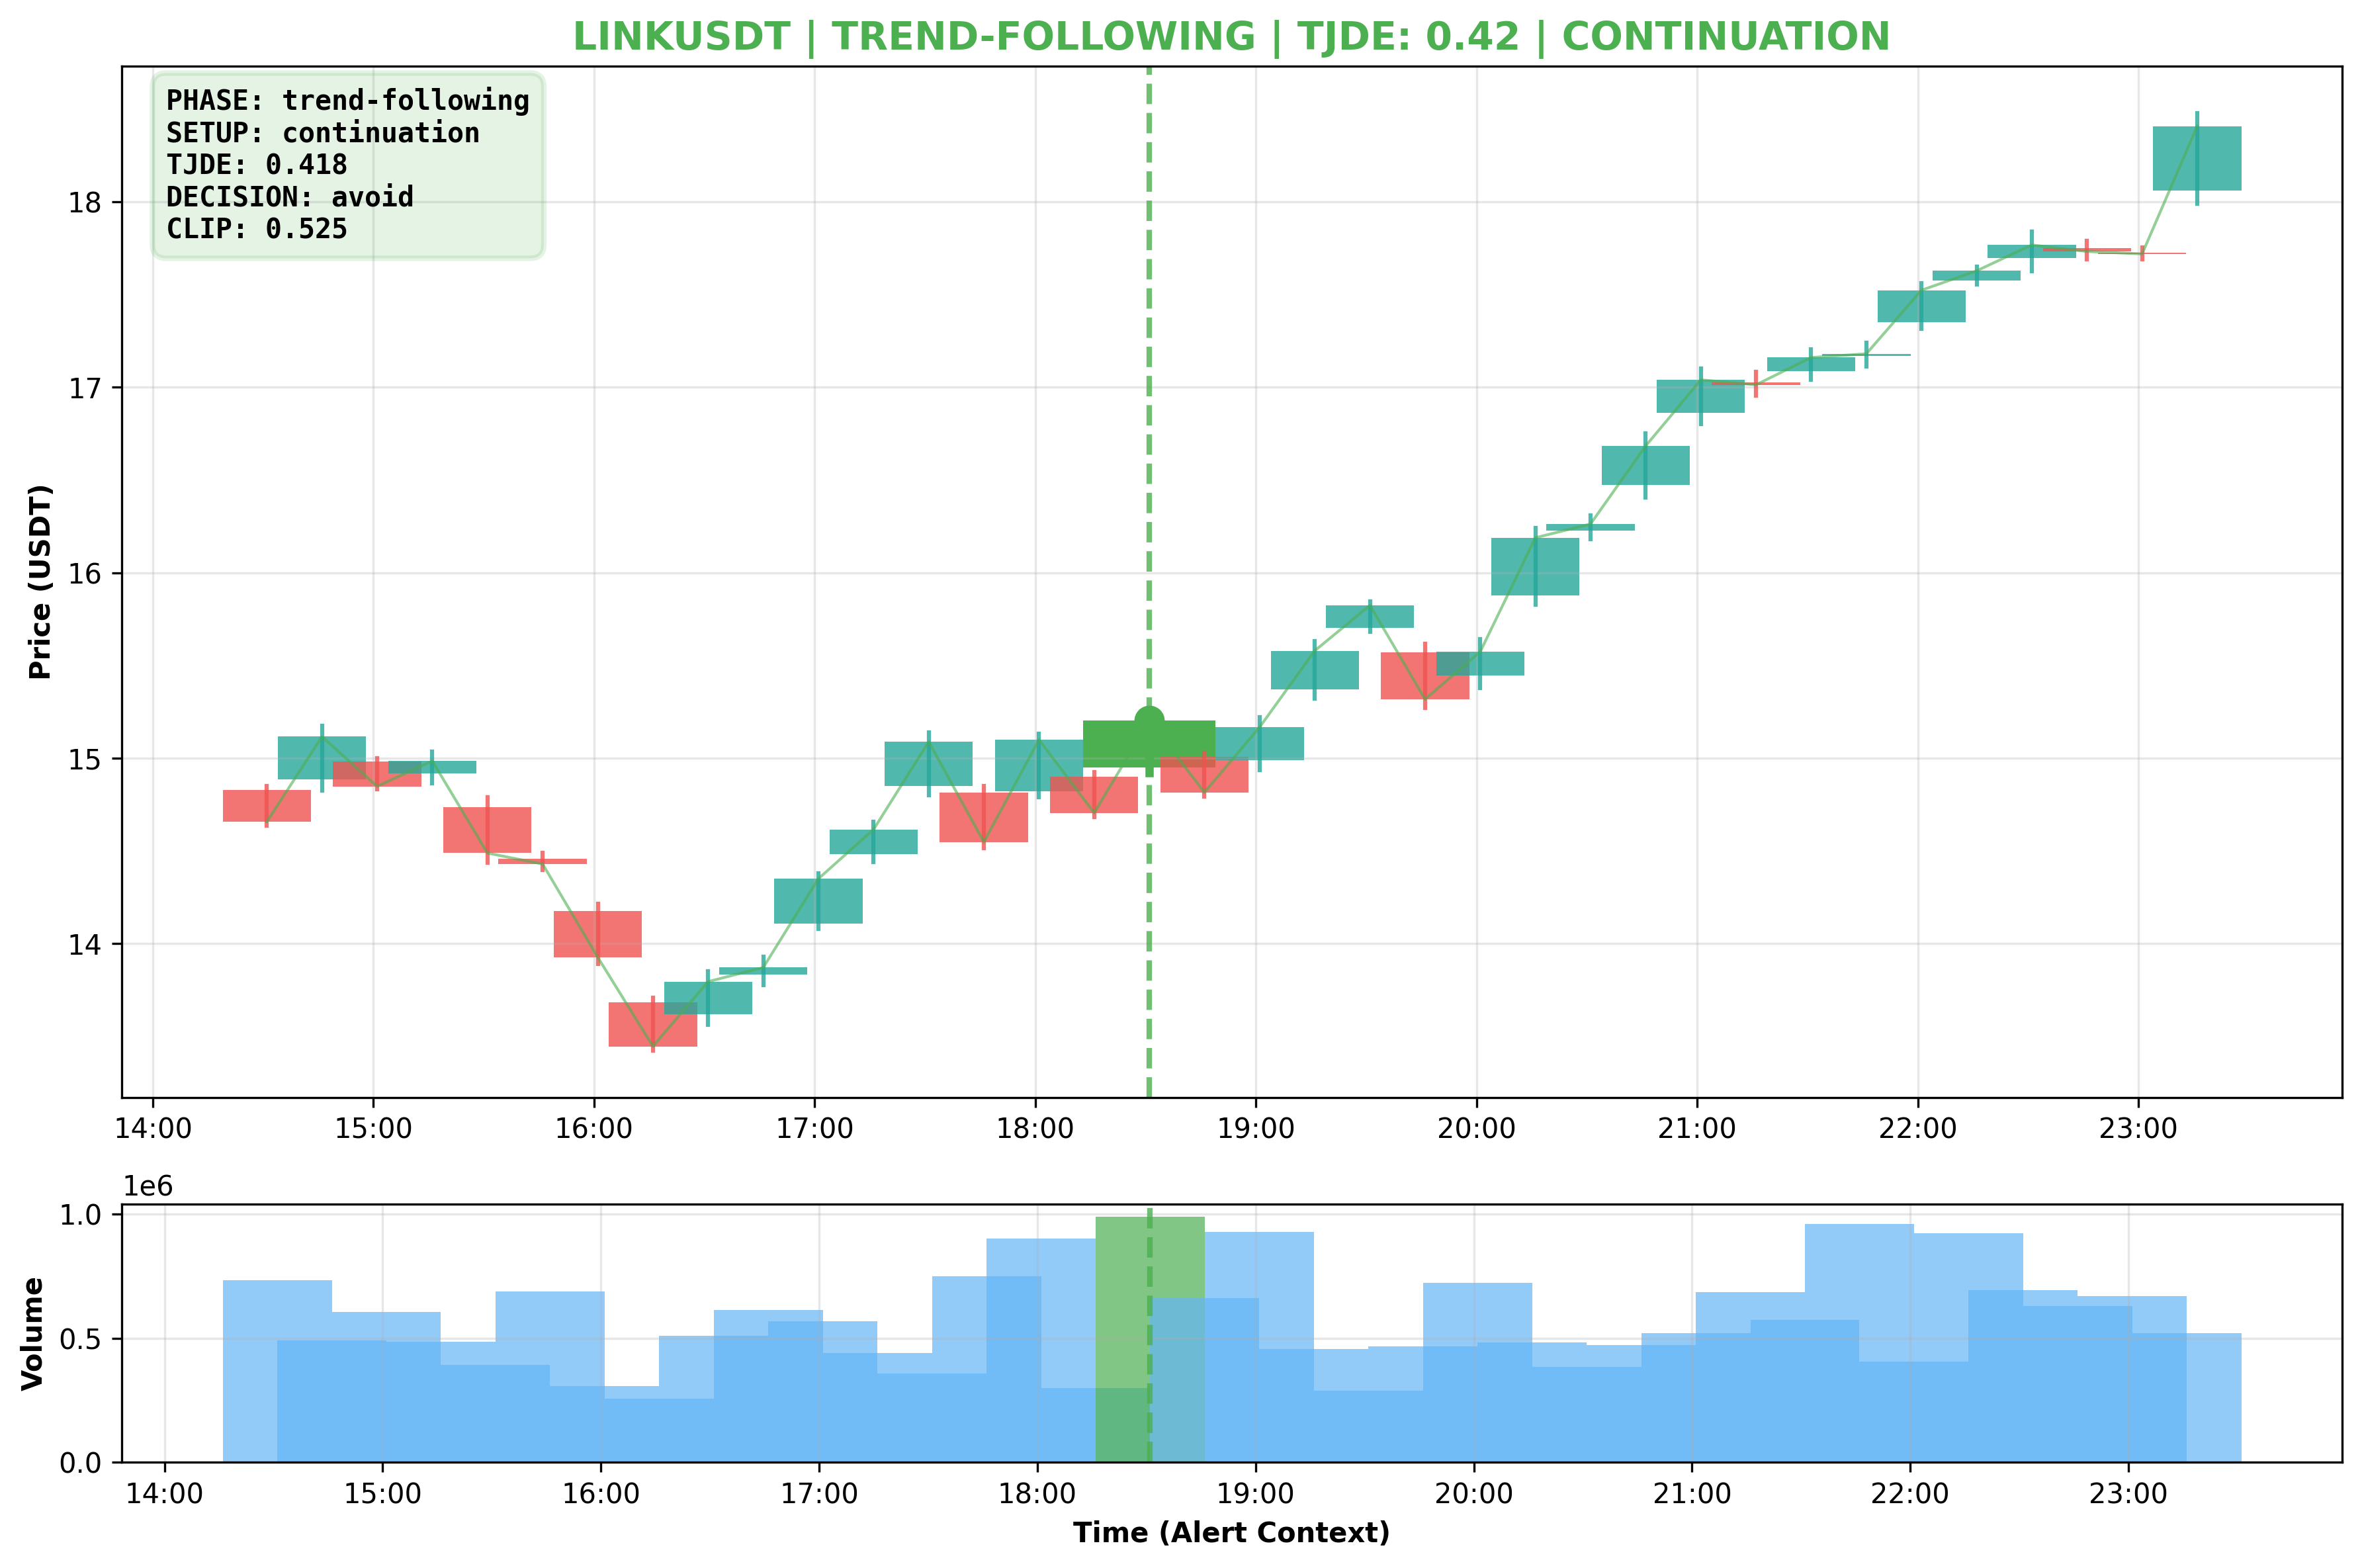 LINKUSDT | TREND-FOLLOWING | TJDE: 0.42 | CONTINUATION
PHASE: trend-following
SETUP: continuation
TJDE: 0.418
DECISION: avoid
CLIP: 0.525
Price (USDT)
18
17
16
15
14
14:00 15:00 16:00 17:00 18:00 19:00 20:00 21:00 22:00 23:00
1e6
Volume
1.0
0.5
0.0
14:00 15:00 16:00 17:00 18:00 19:00 20:00 21:00 22:00 23:00
Time (Alert Context)